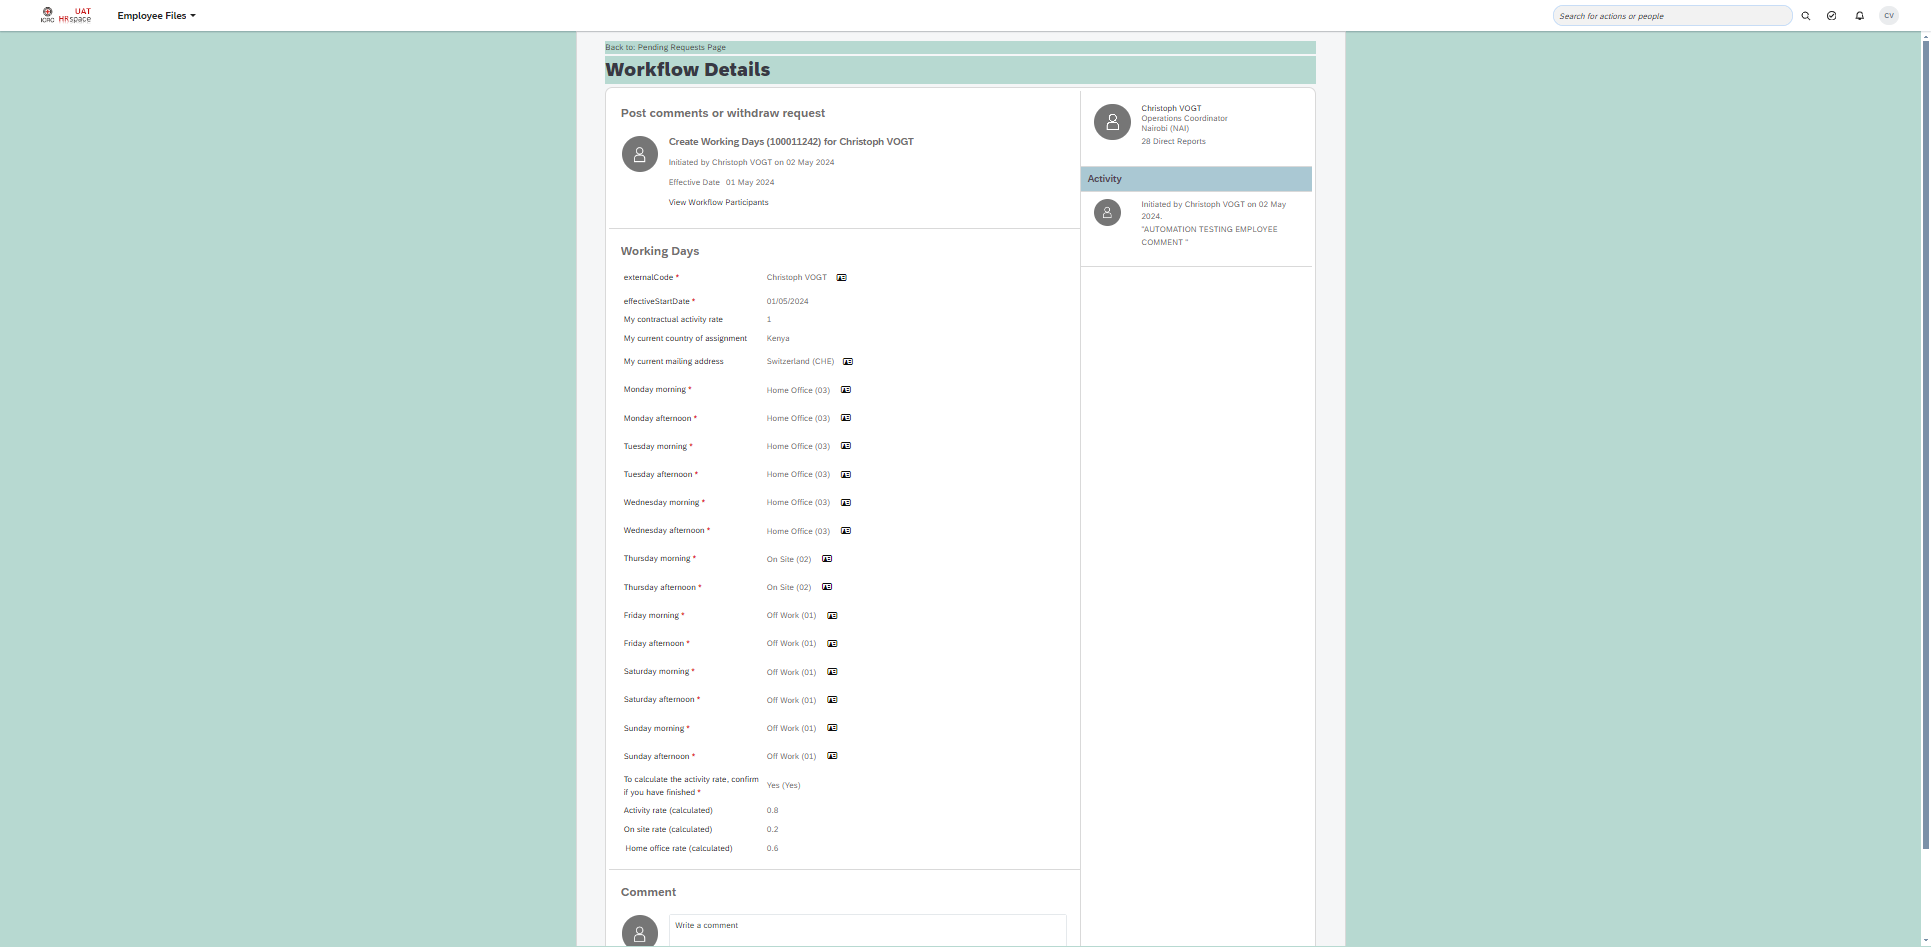 UAT
ICRC HRspace
Employee Files
Search for actions or people
CV
Back to: Pending Requests Page
Workflow Details
Post comments or withdraw request
Create Working Days (100011242) for Christoph VOGT
Initiated by Christoph VOGT on 02 May 2024
Effective Date 01 May 2024
View Workflow Participants
Christoph VOGT
Operations Coordinator
Nairobi (NAI)
28 Direct Reports
Activity
Initiated by Christoph VOGT on 02 May
2024.
"AUTOMATION TESTING EMPLOYEE
COMMENT "
Working Days
externalCode * Christoph VOGT
effectiveStartDate * 01/05/2024
My contractual activity rate 1
My current country of assignment Kenya
My current mailing address Switzerland (CHE)
Monday morning * Home Office (03)
Monday afternoon * Home Office (03)
Tuesday morning * Home Office (03)
Tuesday afternoon * Home Office (03)
Wednesday morning * Home Office (03)
Wednesday afternoon * Home Office (03)
Thursday morning * On Site (02)
Thursday afternoon * On Site (02)
Friday morning * Off Work (01)
Friday afternoon * Off Work (01)
Saturday morning * Off Work (01)
Saturday afternoon * Off Work (01)
Sunday morning * Off Work (01)
Sunday afternoon * Off Work (01)
To calculate the activity rate, confirm
if you have finished * Yes (Yes)
Activity rate (calculated) 0.8
On site rate (calculated) 0.2
Home office rate (calculated) 0.6
Comment
Write a comment